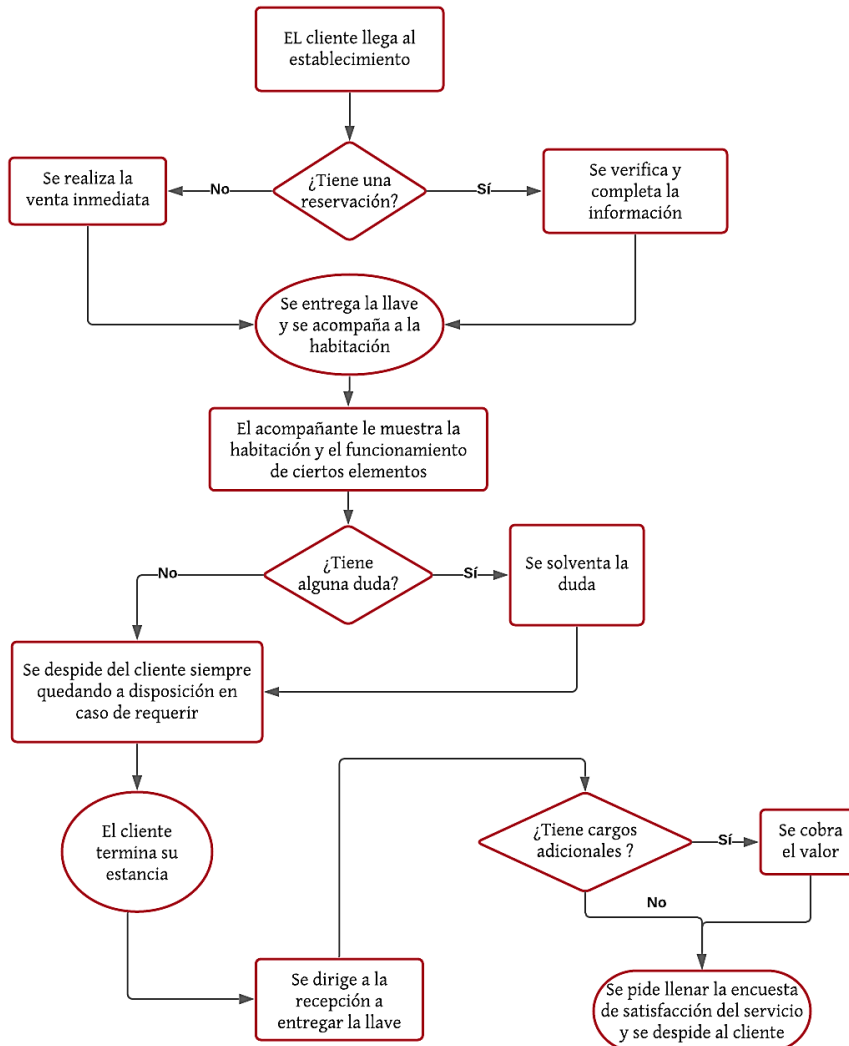 EL cliente llega al
establecimiento
¿Tiene una
reservación?
No
Sí
Se realiza la
venta inmediata
Se verifica y
completa la
información
Se entrega la llave
y se acompaña a la
habitación
El acompañante le muestra la
habitación y el funcionamiento
de ciertos elementos
¿Tiene
alguna duda?
No
Sí
Se solventa la
duda
Se despide del cliente siempre
quedando a disposición en
caso de requerir
El cliente
termina su
estancia
Se dirige a la
recepción a
entregar la llave
¿Tiene cargos
adicionales ?
Sí
Se cobra
el valor
No
Se pide llenar la encuesta
de satisfacción del servicio
y se despide al cliente